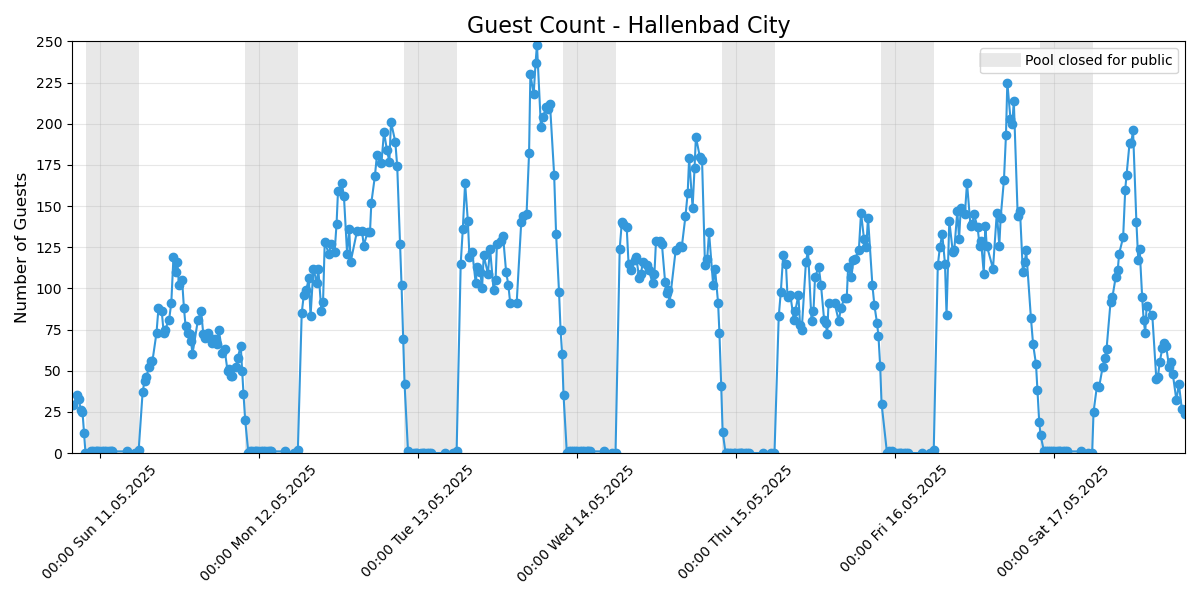 Guest Count - Hallenbad City
Pool closed for public
Number of Guests
250
225
200
175
150
125
100
75
50
25
0
00:00 Sun 11.05.2025
00:00 Mon 12.05.2025
00:00 Tue 13.05.2025
00:00 Wed 14.05.2025
00:00 Thu 15.05.2025
00:00 Fri 16.05.2025
00:00 Sat 17.05.2025